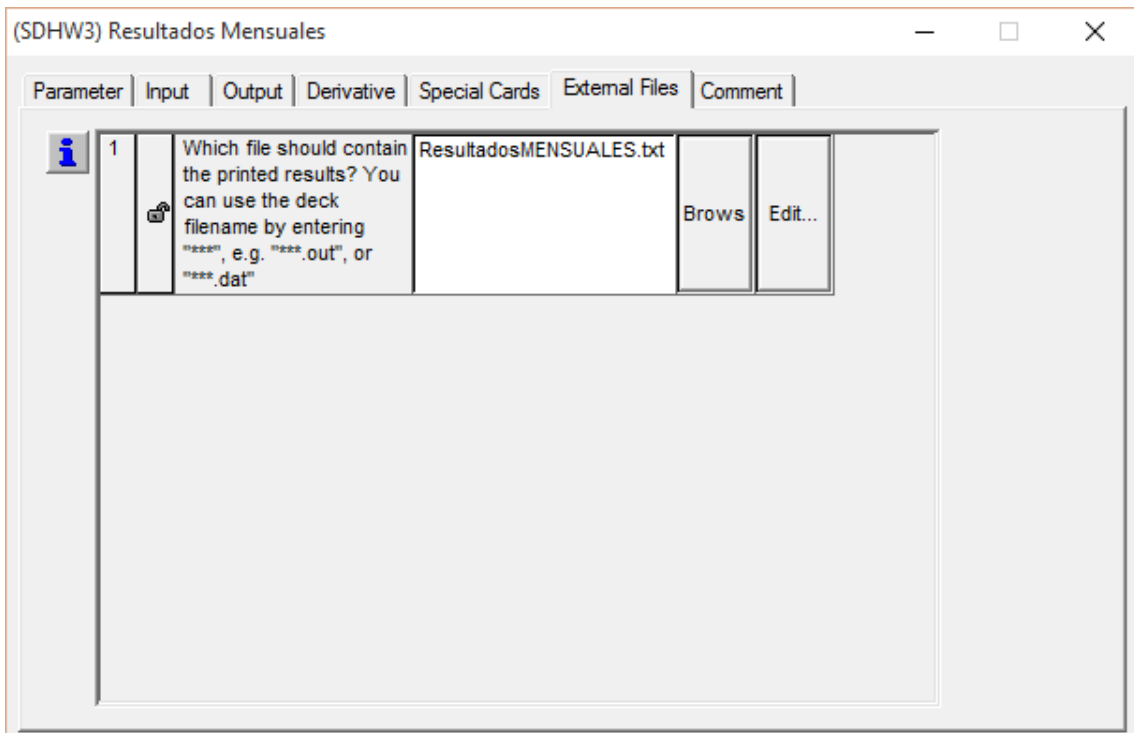 (SDHW3) Resultados Mensuales
Parameter Input Output Derivative Special Cards External Files Comment
i 1 Which file should contain ResultadosMENSUALES.txt
the printed results? You
can use the deck
filename by entering Brows Edit...
"***", e.g. "***.out", or
"***.dat"